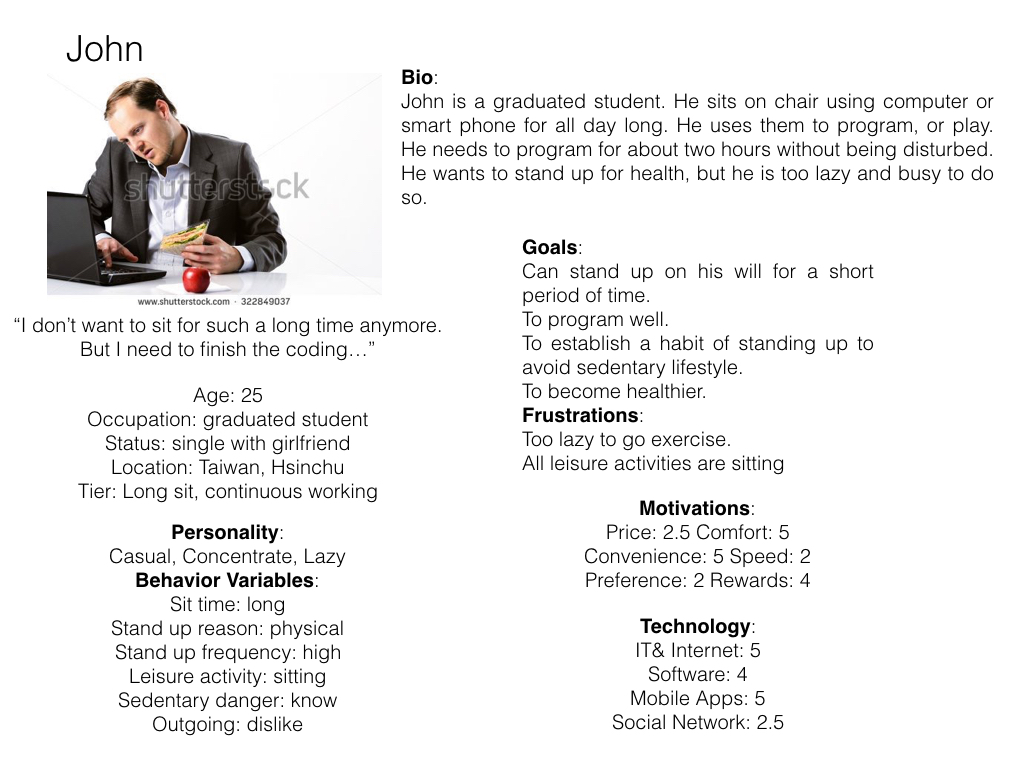 John
shutterstock
www.shutterstock.com · 322849037
“I don’t want to sit for such a long time anymore.
But I need to finish the coding…”
Age: 25
Occupation: graduated student
Status: single with girlfriend
Location: Taiwan, Hsinchu
Tier: Long sit, continuous working
Personality:
Casual, Concentrate, Lazy
Behavior Variables:
Sit time: long
Stand up reason: physical
Stand up frequency: high
Leisure activity: sitting
Sedentary danger: know
Outgoing: dislike
Bio:
John is a graduated student. He sits on chair using computer or
smart phone for all day long. He uses them to program, or play.
He needs to program for about two hours without being disturbed.
He wants to stand up for health, but he is too lazy and busy to do
so.
Goals:
Can stand up on his will for a short
period of time.
To program well.
To establish a habit of standing up to
avoid sedentary lifestyle.
To become healthier.
Frustrations:
Too lazy to go exercise.
All leisure activities are sitting
Motivations:
Price: 2.5 Comfort: 5
Convenience: 5 Speed: 2
Preference: 2 Rewards: 4
Technology:
IT& Internet: 5
Software: 4
Mobile Apps: 5
Social Network: 2.5